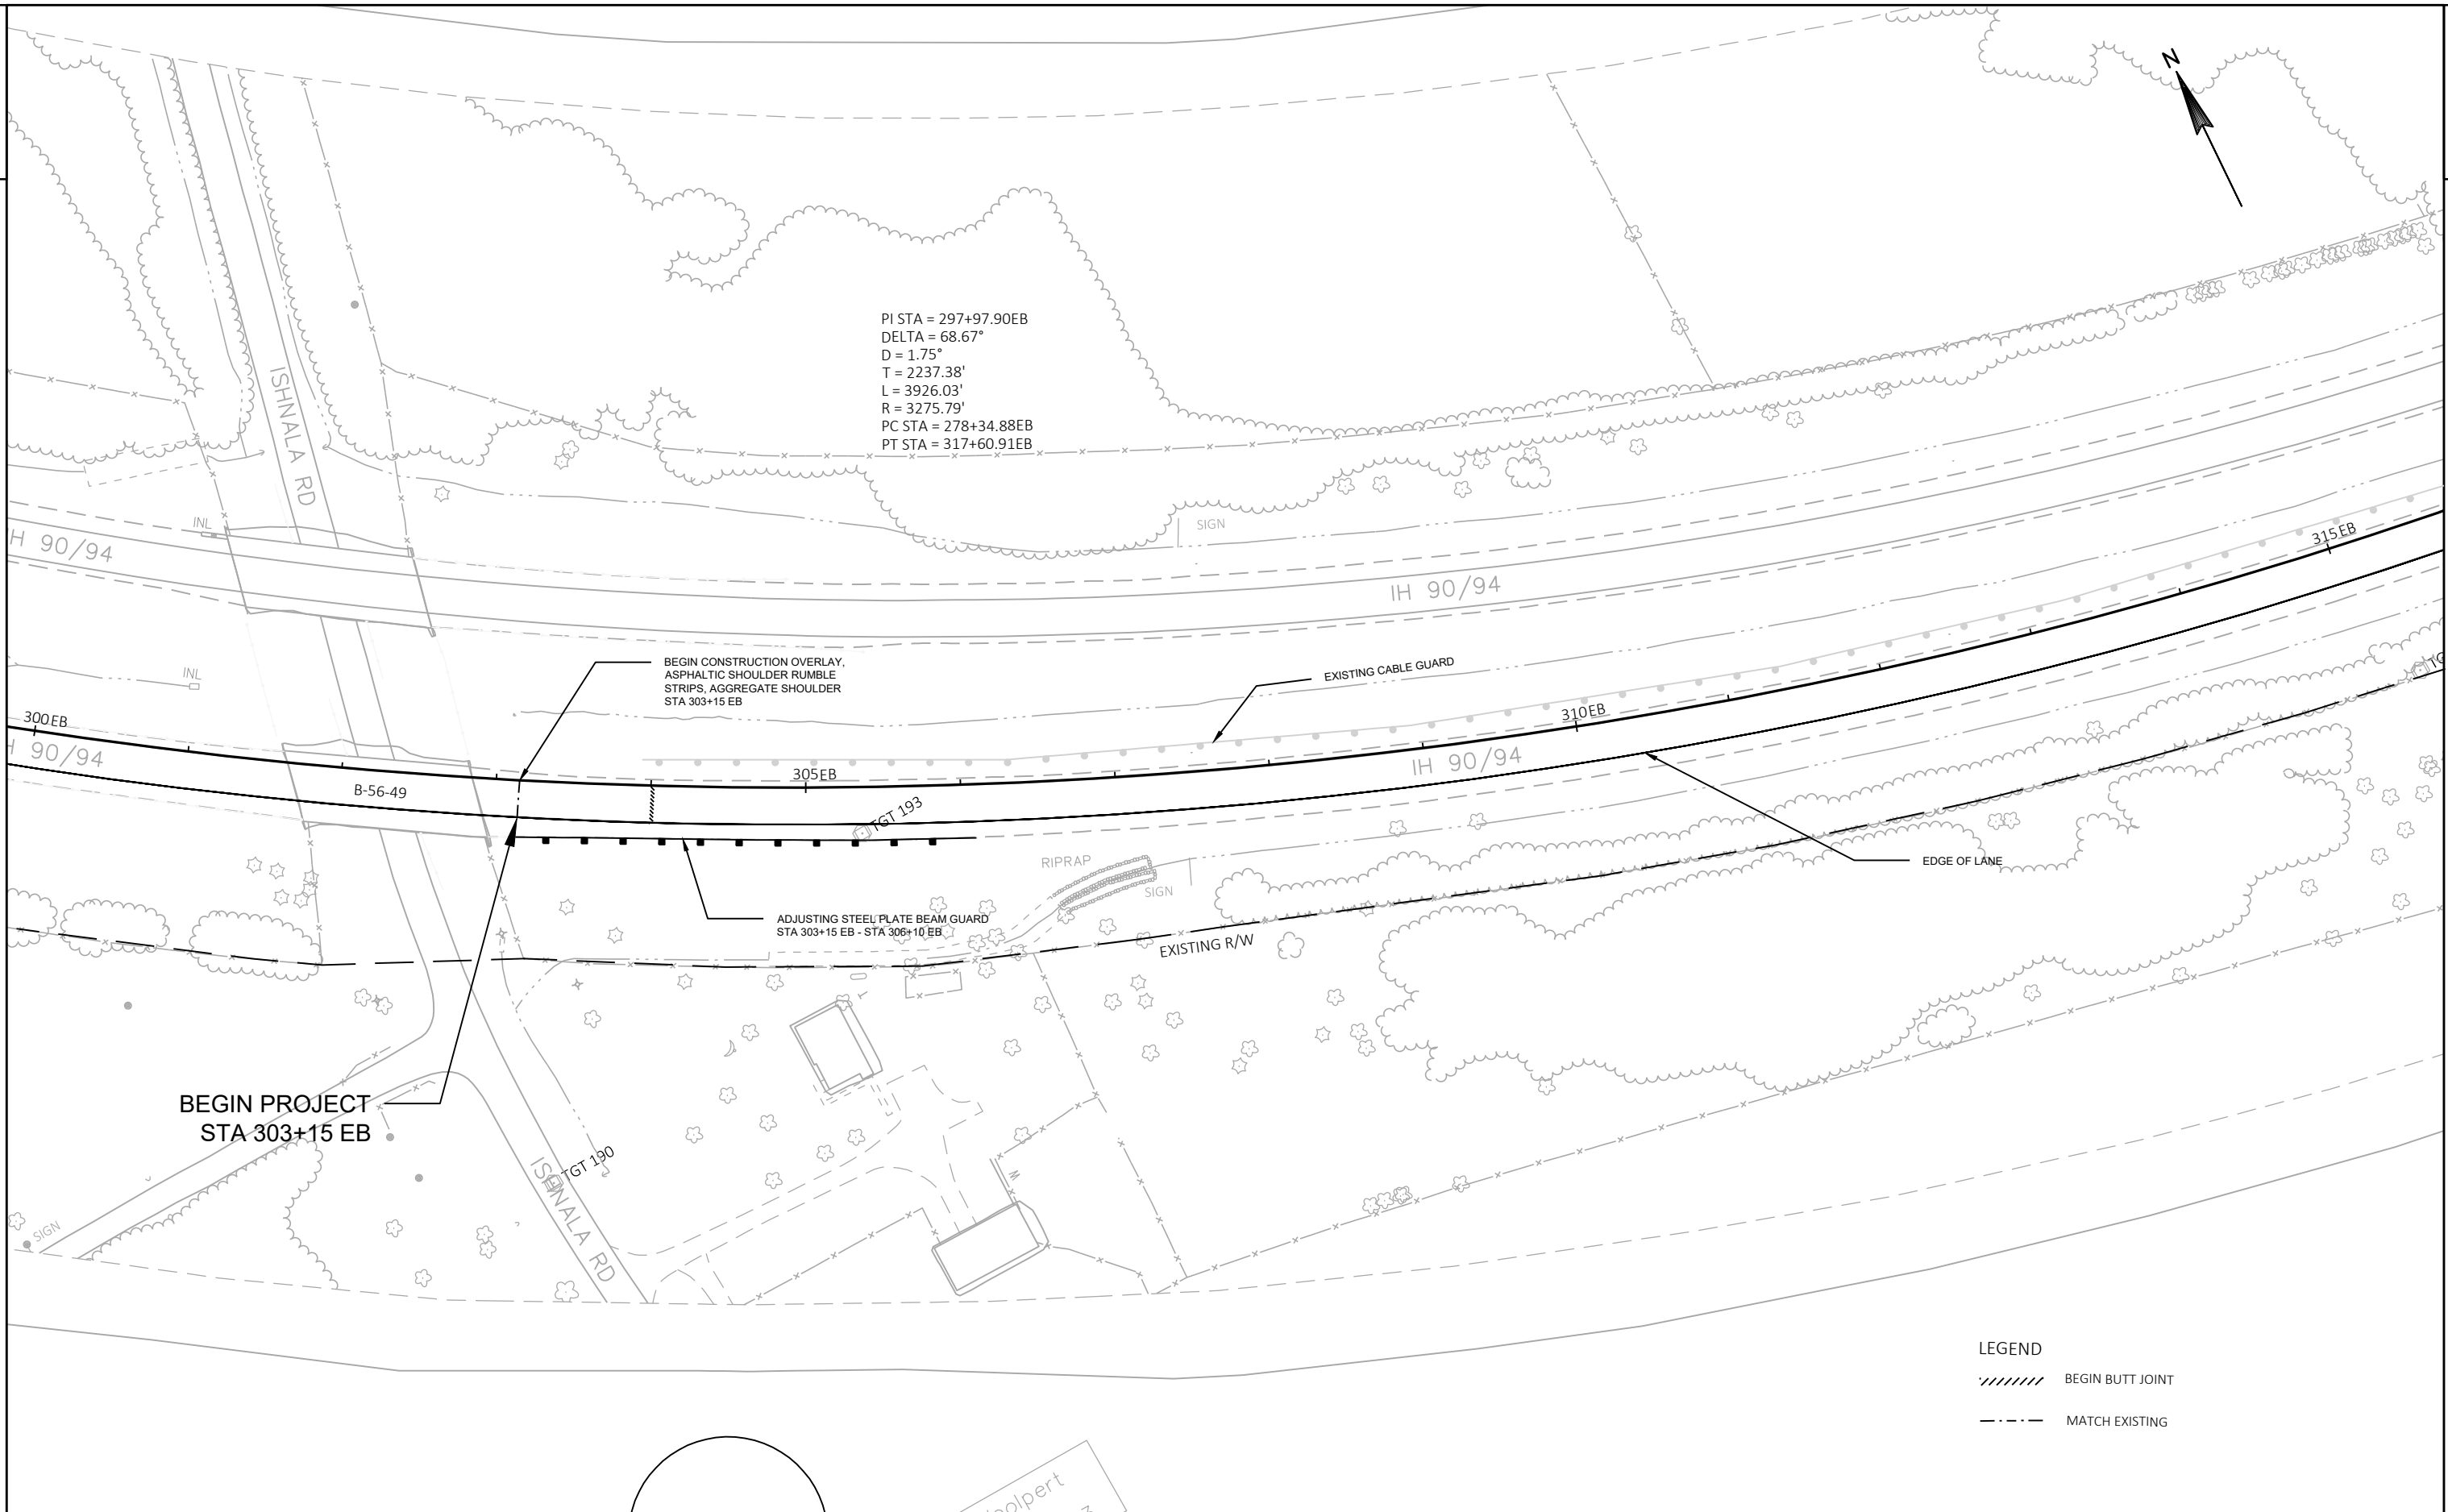 N
PI STA = 297+97.90EB
DELTA = 68.67°
D = 1.75°
T = 2237.38'
L = 3926.03'
R = 3275.79'
PC STA = 278+34.88EB
PT STA = 317+60.91EB
ISHNALA RD
INL
SIGN
315EB
H 90/94
IH 90/94
BEGIN CONSTRUCTION OVERLAY,
ASPHALTIC SHOULDER RUMBLE
STRIPS, AGGREGATE SHOULDER
STA 303+15 EB
EXISTING CABLE GUARD
INL
300EB
310EB
H 90/94
305EB
IH 90/94
B-56-49
TGT 193
TG
RIPRAP
SIGN
EDGE OF LANE
ADJUSTING STEEL PLATE BEAM GUARD
STA 303+15 EB - STA 306+10 EB
EXISTING R/W
BEGIN PROJECT
STA 303+15 EB
TGT 190
ISHNALA RD
SIGN
LEGEND
BEGIN BUTT JOINT
MATCH EXISTING
oolpert